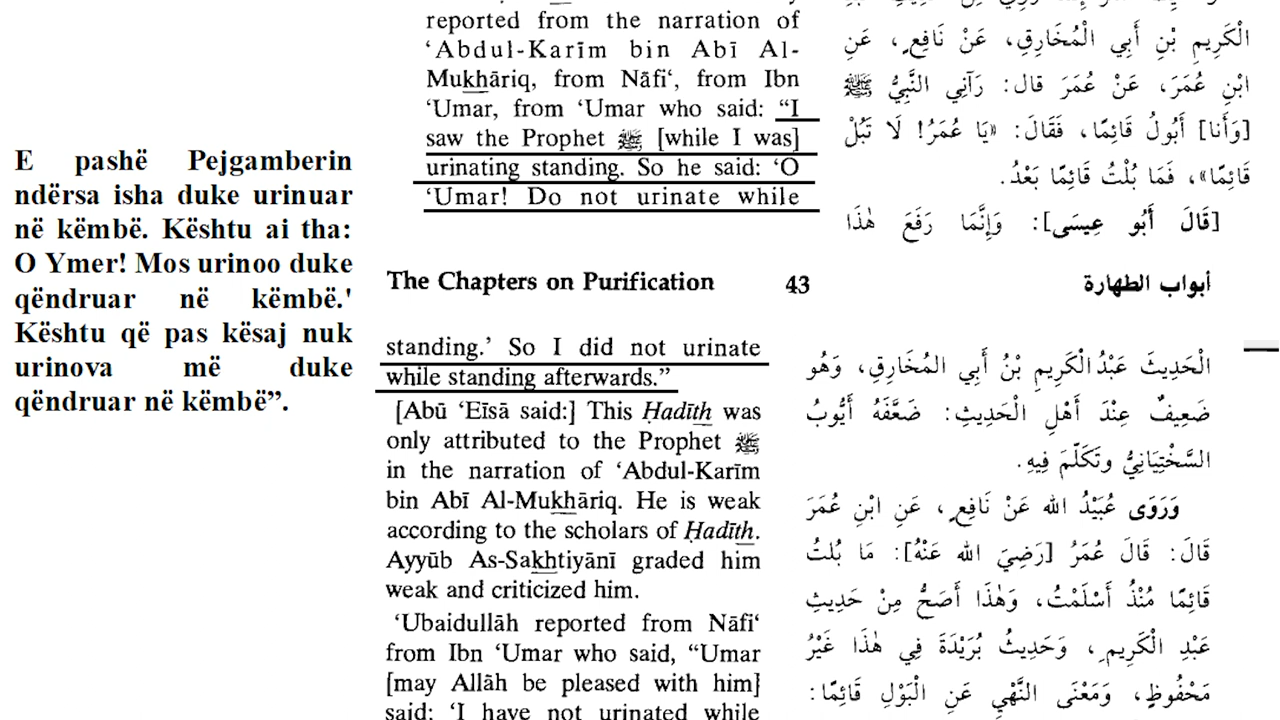 E pashë Pejgamberin
ndërsa isha duke urinuar
në këmbë. Kështu ai tha:
O Ymer! Mos urinoo duke
qëndruar në këmbë.'
Kështu që pas kësaj nuk
urinova më duke
qëndruar në këmbë”.
reported from the narration of
‘Abdul-Karīm bin Abī Al-
Mukhāriq, from Nāfi‘, from Ibn
‘Umar, from ‘Umar who said: “I
saw the Prophet ﷺ [while I was]
urinating standing. So he said: ‘O
‘Umar! Do not urinate while
الْكَرِيمِ بْنِ أَبِي الْمُخَارِقِ، عَنْ نَافِعٍ، عَنِ
ابْنِ عُمَرَ، عَنْ عُمَرَ قال: رَآنِي النَّبِيُّ ﷺ
[وَأَنا] أَبُولُ قَائِمًا، فَقَالَ: «يَا عُمَرُ! لَا تَبُلْ
قَائِمًا»، فَمَا بُلْتُ قَائِمًا بَعْدُ.
[قَالَ أَبُو عِيسَى]: وَإِنَّمَا رَفَعَ هٰذَا
The Chapters on Purification 43 أبواب الطهارة
standing.’ So I did not urinate
while standing afterwards.”
[Abū ‘Eīsā said:] This Ḥadīth was
only attributed to the Prophet ﷺ
in the narration of ‘Abdul-Karīm
bin Abī Al-Mukhāriq. He is weak
according to the scholars of Ḥadīth.
Ayyūb As-Sakhtiyānī graded him
weak and criticized him.
‘Ubaidullāh reported from Nāfi‘
from Ibn ‘Umar who said, “Umar
[may Allāh be pleased with him]
said: ‘I have not urinated while
الْحَدِيثَ عَبْدُ الْكَرِيمِ بْنُ أَبِي المُخَارِقِ، وَهُو
ضَعِيفٌ عِنْدَ أَهْلِ الْحَدِيثِ: ضَعَّفَهُ أَيُّوبُ
السَّخْتِيَانِيُّ وتَكَلَّمَ فِيهِ.
وَرَوَى عُبَيْدُ الله عَنْ نَافِعٍ، عَنِ ابْنِ عُمَرَ
قَالَ: قَالَ عُمَرُ [رَضِيَ الله عَنْهُ]: مَا بُلتُ
قَائِمًا مُنْذُ أَسْلَمْتُ، وَهٰذَا أَصَحُّ مِنْ حَدِيثِ
عَبْدِ الْكَرِيمِ، وَحَدِيثُ بُرَيْدَةَ فِي هٰذَا غَيْرُ
مَحْفُوظٍ، وَمَعْنَى النَّهْيِ عَنِ الْبَوْلِ قَائِمًا: